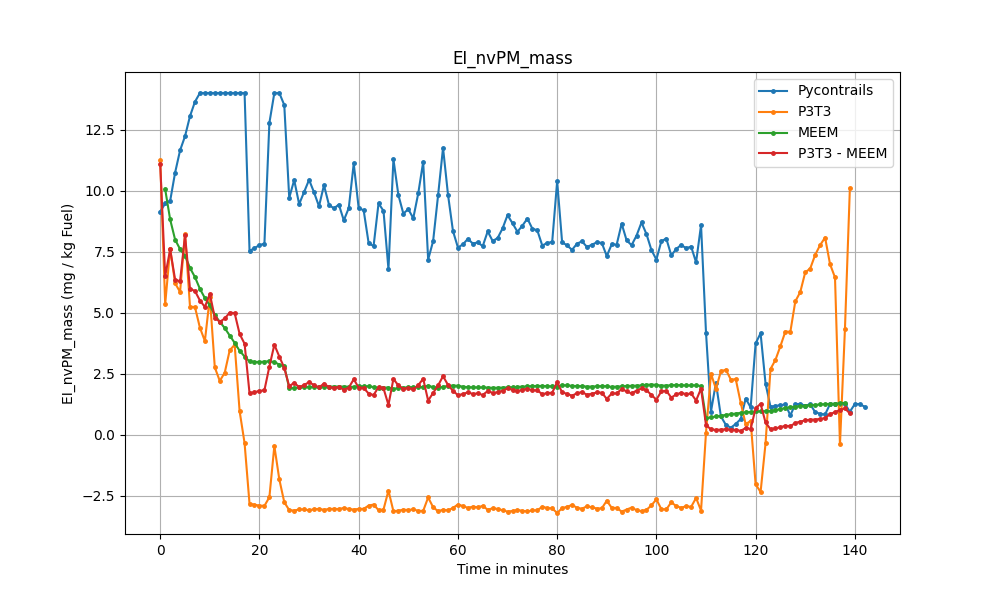 EI_nvPM_mass
Pycontrails
P3T3
MEEM
P3T3 - MEEM
EI_nvPM_mass (mg / kg Fuel)
12.5
10.0
7.5
5.0
2.5
0.0
−2.5
0 20 40 60 80 100 120 140
Time in minutes